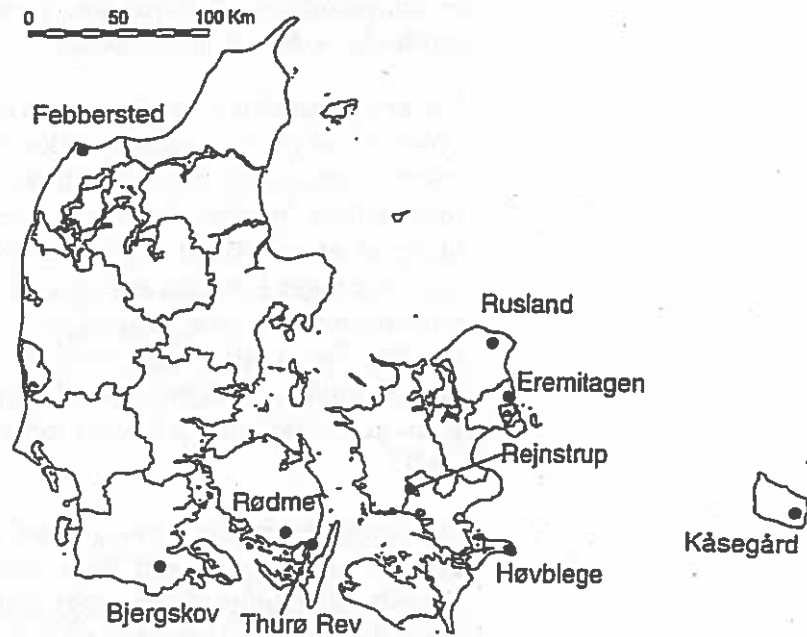 0 50 100 Km
Febbersted
Rusland
Eremitagen
Rejnstrup
Rødme
Kåsegård
Høvblege
Bjergskov
Thurø Rev